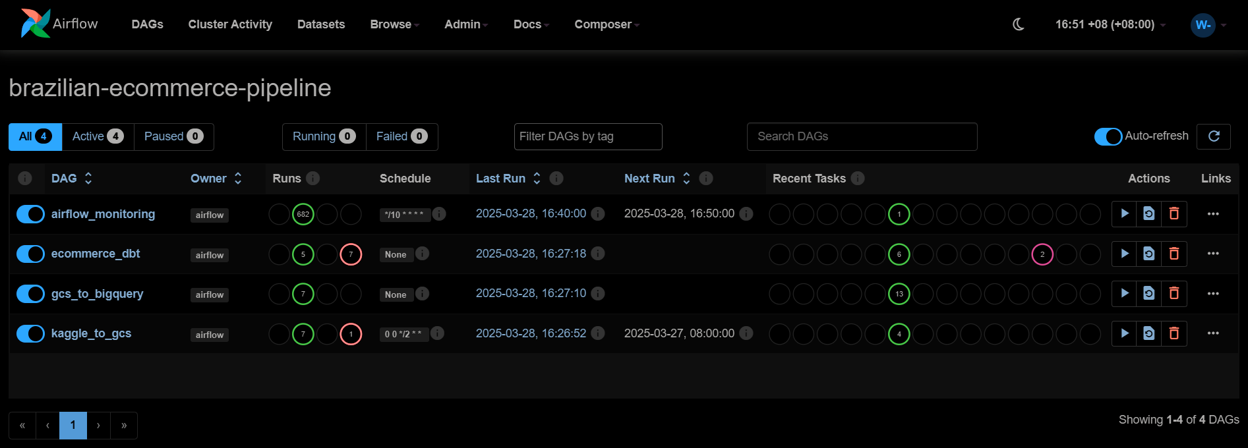 Airflow DAGs Cluster Activity Datasets Browse Admin Docs Composer 16:51 +08 (+08:00) W-
brazilian-ecommerce-pipeline
All 4 Active 4 Paused 0 Running 0 Failed 0 Filter DAGs by tag Search DAGs Auto-refresh
DAG Owner Runs Schedule Last Run Next Run Recent Tasks Actions Links
airflow_monitoring airflow 682 */10 * * * * 2025-03-28, 16:40:00 2025-03-28, 16:50:00 1
ecommerce_dbt airflow 5 7 None 2025-03-28, 16:27:18 6 2
gcs_to_bigquery airflow 7 None 2025-03-28, 16:27:10 13
kaggle_to_gcs airflow 7 1 0 0 */2 * * 2025-03-28, 16:26:52 2025-03-27, 08:00:00 4
« ‹ 1 › » Showing 1-4 of 4 DAGs